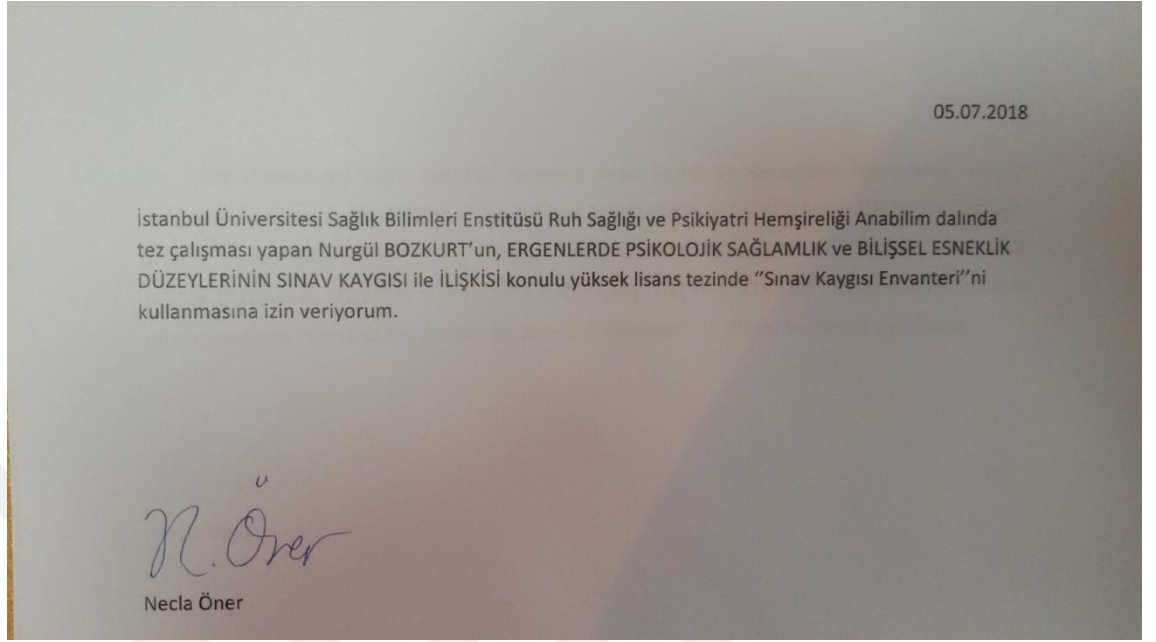 05.07.2018
İstanbul Üniversitesi Sağlık Bilimleri Enstitüsü Ruh Sağlığı ve Psikiyatri Hemşireliği Anabilim dalında
tez çalışması yapan Nurgül BOZKURT’un, ERGENLERDE PSİKOLOJİK SAĞLAMLIK ve BİLİŞSEL ESNEKLİK
DÜZEYLERİNİN SINAV KAYGISI ile İLİŞKİSİ konulu yüksek lisans tezinde ‘’Sınav Kaygısı Envanteri’’ni
kullanmasına izin veriyorum.
N. Öner
Necla Öner